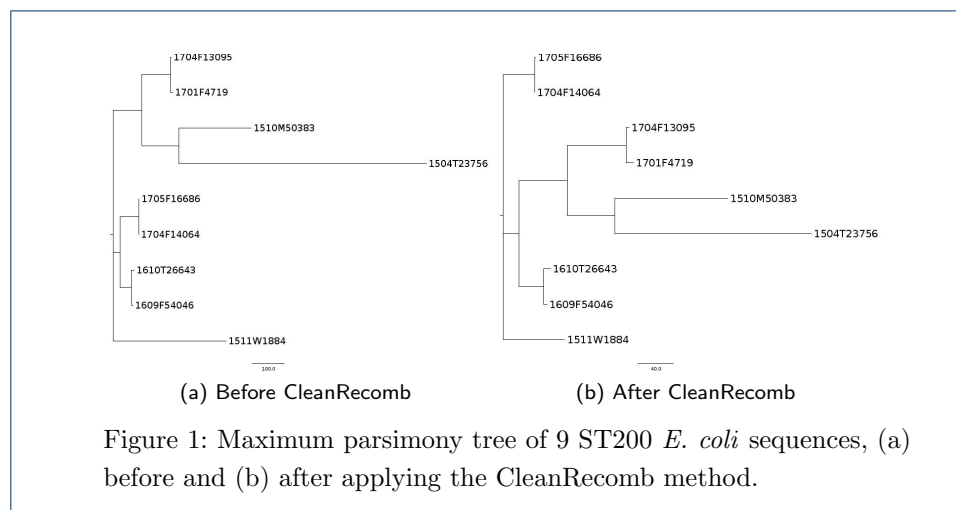 1704F13095
1701F4719
1510M50383
1504T23756
1705F16686
1704F14064
1610T26643
1609F54046
1511W1884
100.0
(a) Before CleanRecomb
1705F16686
1704F14064
1704F13095
1701F4719
1510M50383
1504T23756
1610T26643
1609F54046
1511W1884
40.0
(b) After CleanRecomb
Figure 1: Maximum parsimony tree of 9 ST200 E. coli sequences, (a)
before and (b) after applying the CleanRecomb method.